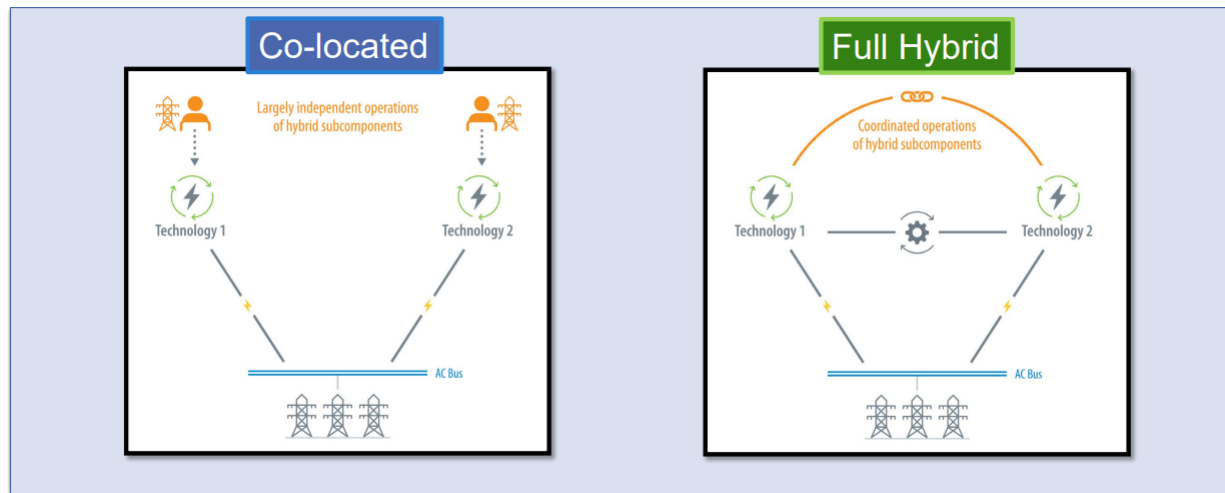 Co-located
Largely independent operations
of hybrid subcomponents
Technology 1
Technology 2
AC Bus
Full Hybrid
Coordinated operations
of hybrid subcomponents
Technology 1
Technology 2
AC Bus